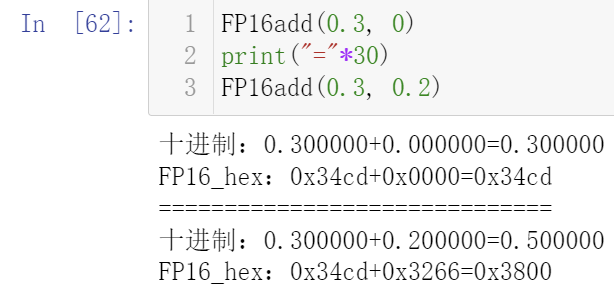 In [62]:
1 FP16add(0.3, 0)
2 print("="*30)
3 FP16add(0.3, 0.2)
十进制：0.300000+0.000000=0.300000
FP16_hex：0x34cd+0x0000=0x34cd
==============================
十进制：0.300000+0.200000=0.500000
FP16_hex：0x34cd+0x3266=0x3800